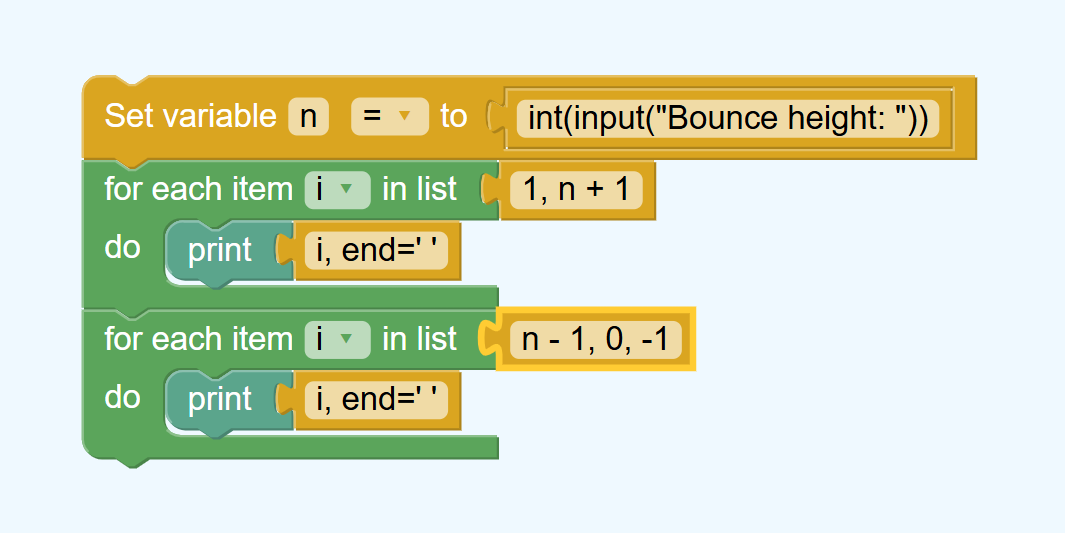 Set variable n = to int(input("Bounce height: "))
for each item i in list 1, n + 1
do print i, end=' '
for each item i in list n - 1, 0, -1
do print i, end=' '